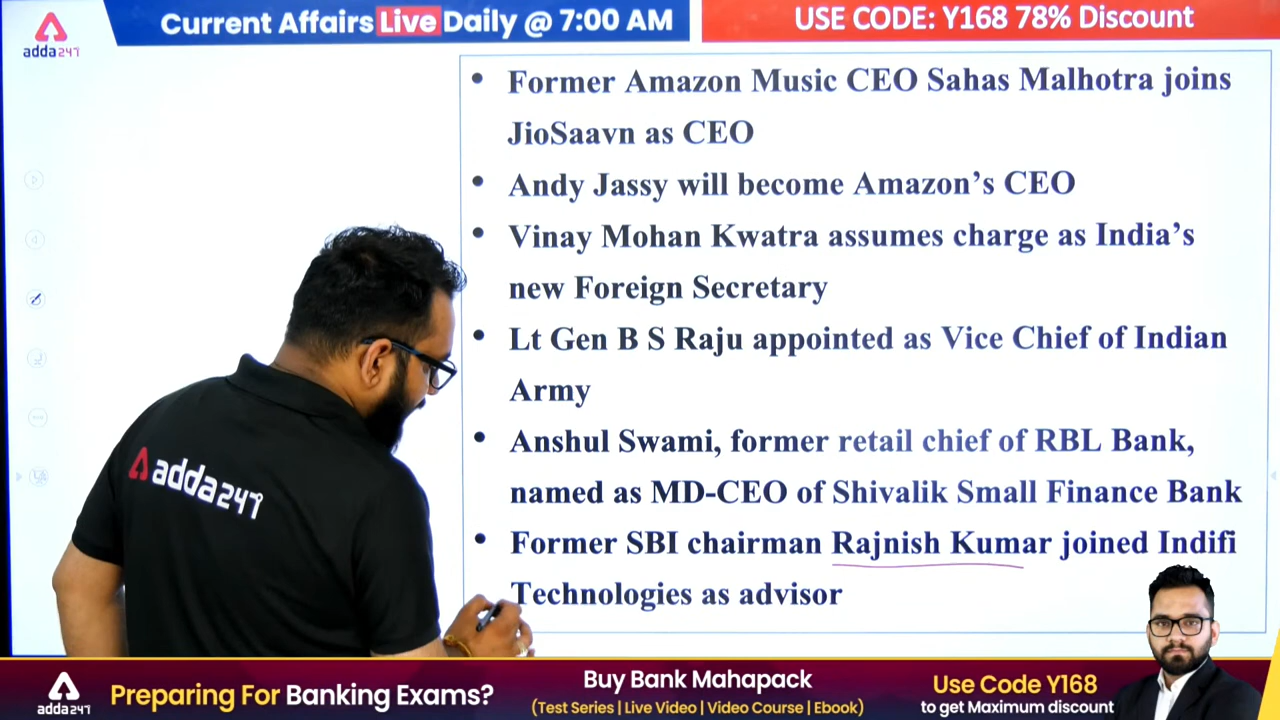 Current Affairs Live Daily @ 7:00 AM
USE CODE: Y168 78% Discount
adda247
• Former Amazon Music CEO Sahas Malhotra joins
JioSaavn as CEO
• Andy Jassy will become Amazon's CEO
• Vinay Mohan Kwatra assumes charge as India's
new Foreign Secretary
• Lt Gen B S Raju appointed as Vice Chief of Indian
Army
• Anshul Swami, former retail chief of RBL Bank,
named as MD-CEO of Shivalik Small Finance Bank
• Former SBI chairman Rajnish Kumar joined Indifi
Technologies as advisor
adda247
adda247
Preparing For Banking Exams?
Buy Bank Mahapack
(Test Series | Live Video | Video Course | Ebook)
Use Code Y168
to get Maximum discount